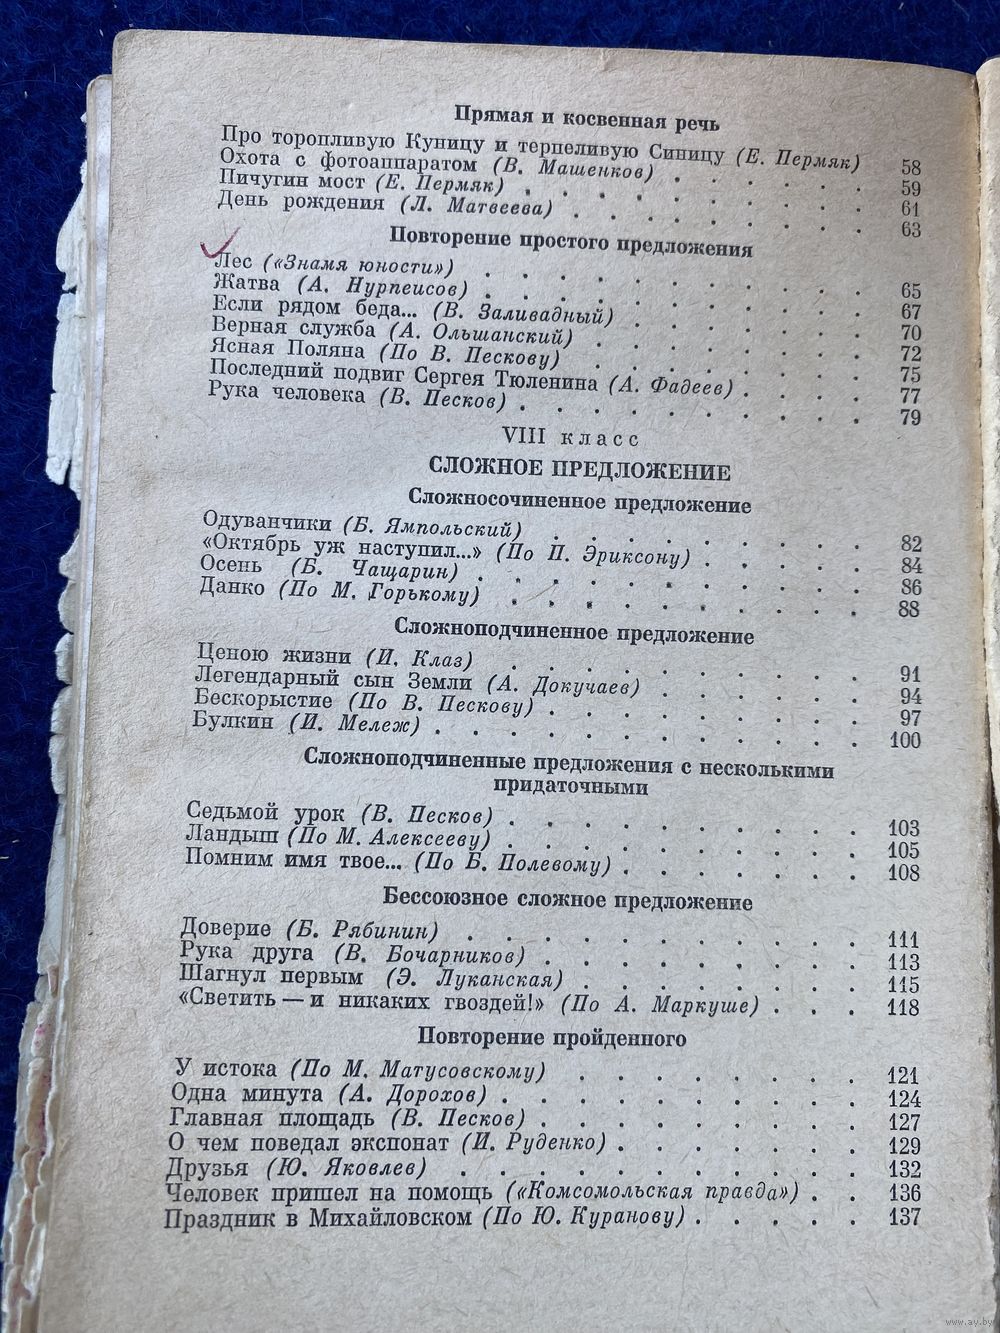 Прямая и косвенная речь
Про торопливую Куницу и терпеливую Синицу (Е. Пермяк) 58
Охота с фотоаппаратом (В. Машенков) . . . . . . . 59
Пичугин мост (Е. Пермяк) . . . . . . . . . . 61
День рождения (Л. Матвеева) . . . . . . . . . 63
Повторение простого предложения
Лес («Знамя юности») . . . . . . . . . . . 65
Жатва (А. Нурпеисов) . . . . . . . . . . . 67
Если рядом беда... (В. Заливадный) . . . . . . . 70
Верная служба (А. Ольшанский) . . . . . . . . 72
Ясная Поляна (По В. Пескову) . . . . . . . . . 75
Последний подвиг Сергея Тюленина (А. Фадеев) . . . . 77
Рука человека (В. Песков) . . . . . . . . . . 79
VIII класс
СЛОЖНОЕ ПРЕДЛОЖЕНИЕ
Сложносочиненное предложение
Одуванчики (Б. Ямпольский) . . . . . . . . . 82
«Октябрь уж наступил...» (По П. Эриксону) . . . . . 84
Осень (Б. Чащарин) . . . . . . . . . . . 86
Данко (По М. Горькому) . . . . . . . . . . 88
Сложноподчиненное предложение
Ценою жизни (И. Клаз) . . . . . . . . . . 91
Легендарный сын Земли (А. Докучаев) . . . . . . 94
Бескорыстие (По В. Пескову) . . . . . . . . . 97
Булкин (И. Мележ) . . . . . . . . . . . . 100
Сложноподчиненные предложения с несколькими
придаточными
Седьмой урок (В. Песков) . . . . . . . . . . 103
Ландыш (По М. Алексееву) . . . . . . . . . . 105
Помним имя твое... (По Б. Полевому) . . . . . . . 108
Бессоюзное сложное предложение
Доверие (Б. Рябинин) . . . . . . . . . . . 111
Рука друга (В. Бочарников) . . . . . . . . . 113
Шагнул первым (Э. Луканская) . . . . . . . . 115
«Светить — и никаких гвоздей!» (По А. Маркуше) . . . 118
Повторение пройденного
У истока (По М. Матусовскому) . . . . . . . . 121
Одна минута (А. Дорохов) . . . . . . . . . . 124
Главная площадь (В. Песков) . . . . . . . . . 127
О чем поведал экспонат (И. Руденко) . . . . . . . 129
Друзья (Ю. Яковлев) . . . . . . . . . . . 132
Человек пришел на помощь («Комсомольская правда») . . 136
Праздник в Михайловском (По Ю. Куранову) . . . . . 137
www.ay.by